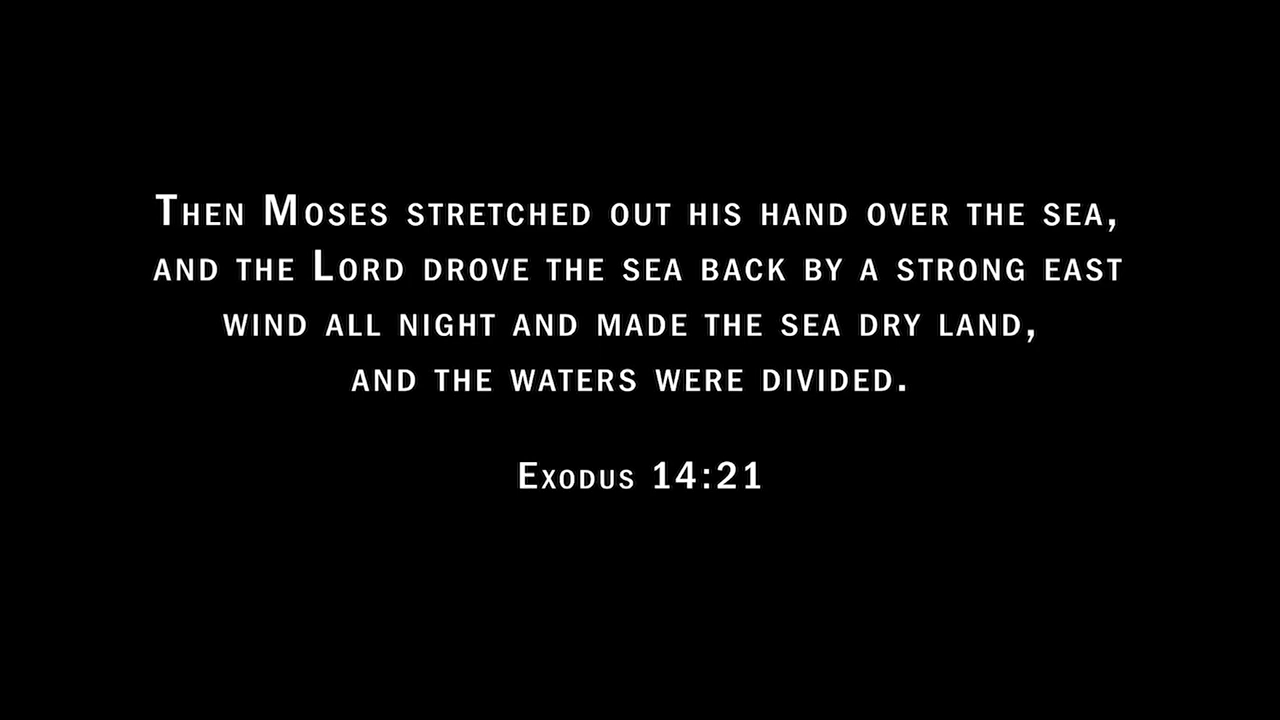 Then Moses stretched out his hand over the sea,
and the Lord drove the sea back by a strong east
wind all night and made the sea dry land,
and the waters were divided.
Exodus 14:21